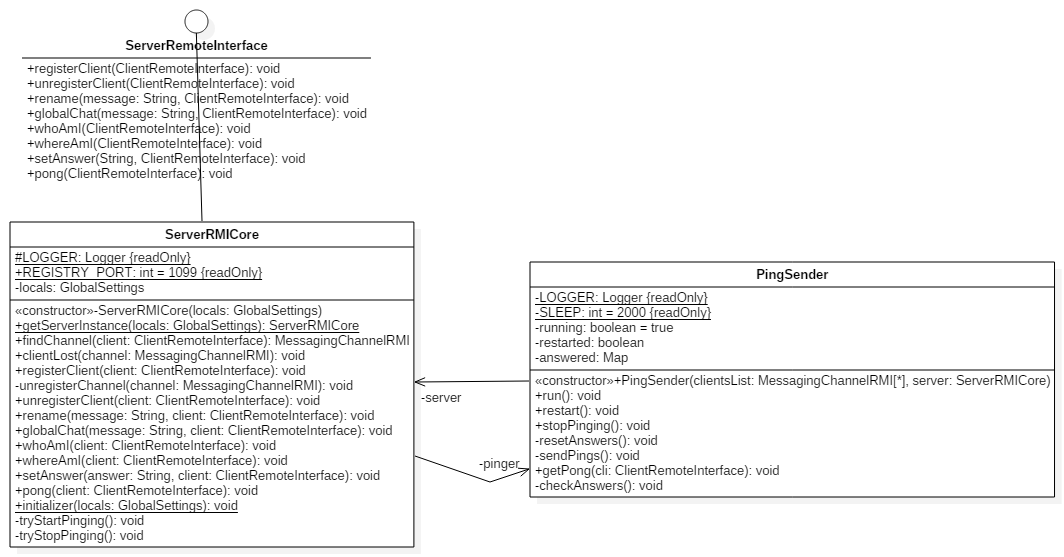 ServerRemoteInterface
+registerClient(ClientRemoteInterface): void
+unregisterClient(ClientRemoteInterface): void
+rename(message: String, ClientRemoteInterface): void
+globalChat(message: String, ClientRemoteInterface): void
+whoAmI(ClientRemoteInterface): void
+whereAmI(ClientRemoteInterface): void
+setAnswer(String, ClientRemoteInterface): void
+pong(ClientRemoteInterface): void
ServerRMICore
#LOGGER: Logger {readOnly}
+REGISTRY_PORT: int = 1099 {readOnly}
-locals: GlobalSettings
«constructor»-ServerRMICore(locals: GlobalSettings)
+getServerInstance(locals: GlobalSettings): ServerRMICore
+findChannel(client: ClientRemoteInterface): MessagingChannelRMI
+clientLost(channel: MessagingChannelRMI): void
+registerClient(client: ClientRemoteInterface): void
-unregisterChannel(channel: MessagingChannelRMI): void
+unregisterClient(client: ClientRemoteInterface): void
+rename(message: String, client: ClientRemoteInterface): void
+globalChat(message: String, client: ClientRemoteInterface): void
+whoAmI(client: ClientRemoteInterface): void
+whereAmI(client: ClientRemoteInterface): void
+setAnswer(answer: String, client: ClientRemoteInterface): void
+pong(client: ClientRemoteInterface): void
+initializer(locals: GlobalSettings): void
-tryStartPinging(): void
-tryStopPinging(): void
-server
-pinger
PingSender
-LOGGER: Logger {readOnly}
-SLEEP: int = 2000 {readOnly}
-running: boolean = true
-restarted: boolean
-answered: Map
«constructor»+PingSender(clientsList: MessagingChannelRMI[*], server: ServerRMICore)
+run(): void
+restart(): void
+stopPinging(): void
-resetAnswers(): void
-sendPings(): void
+getPong(cli: ClientRemoteInterface): void
-checkAnswers(): void